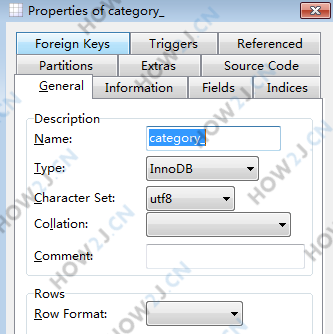 Properties of category_
Foreign Keys Triggers Referenced
Partitions Extras Source Code
General Information Fields Indices
Description
Name: category_
Type: InnoDB
Character Set: utf8
Collation:
Comment:
Rows
Row Format:
HOW2J.CN
HOW2J.CN
HOW2J.CN
HOW2J.CN
HOW2J.CN
HOW2J.CN